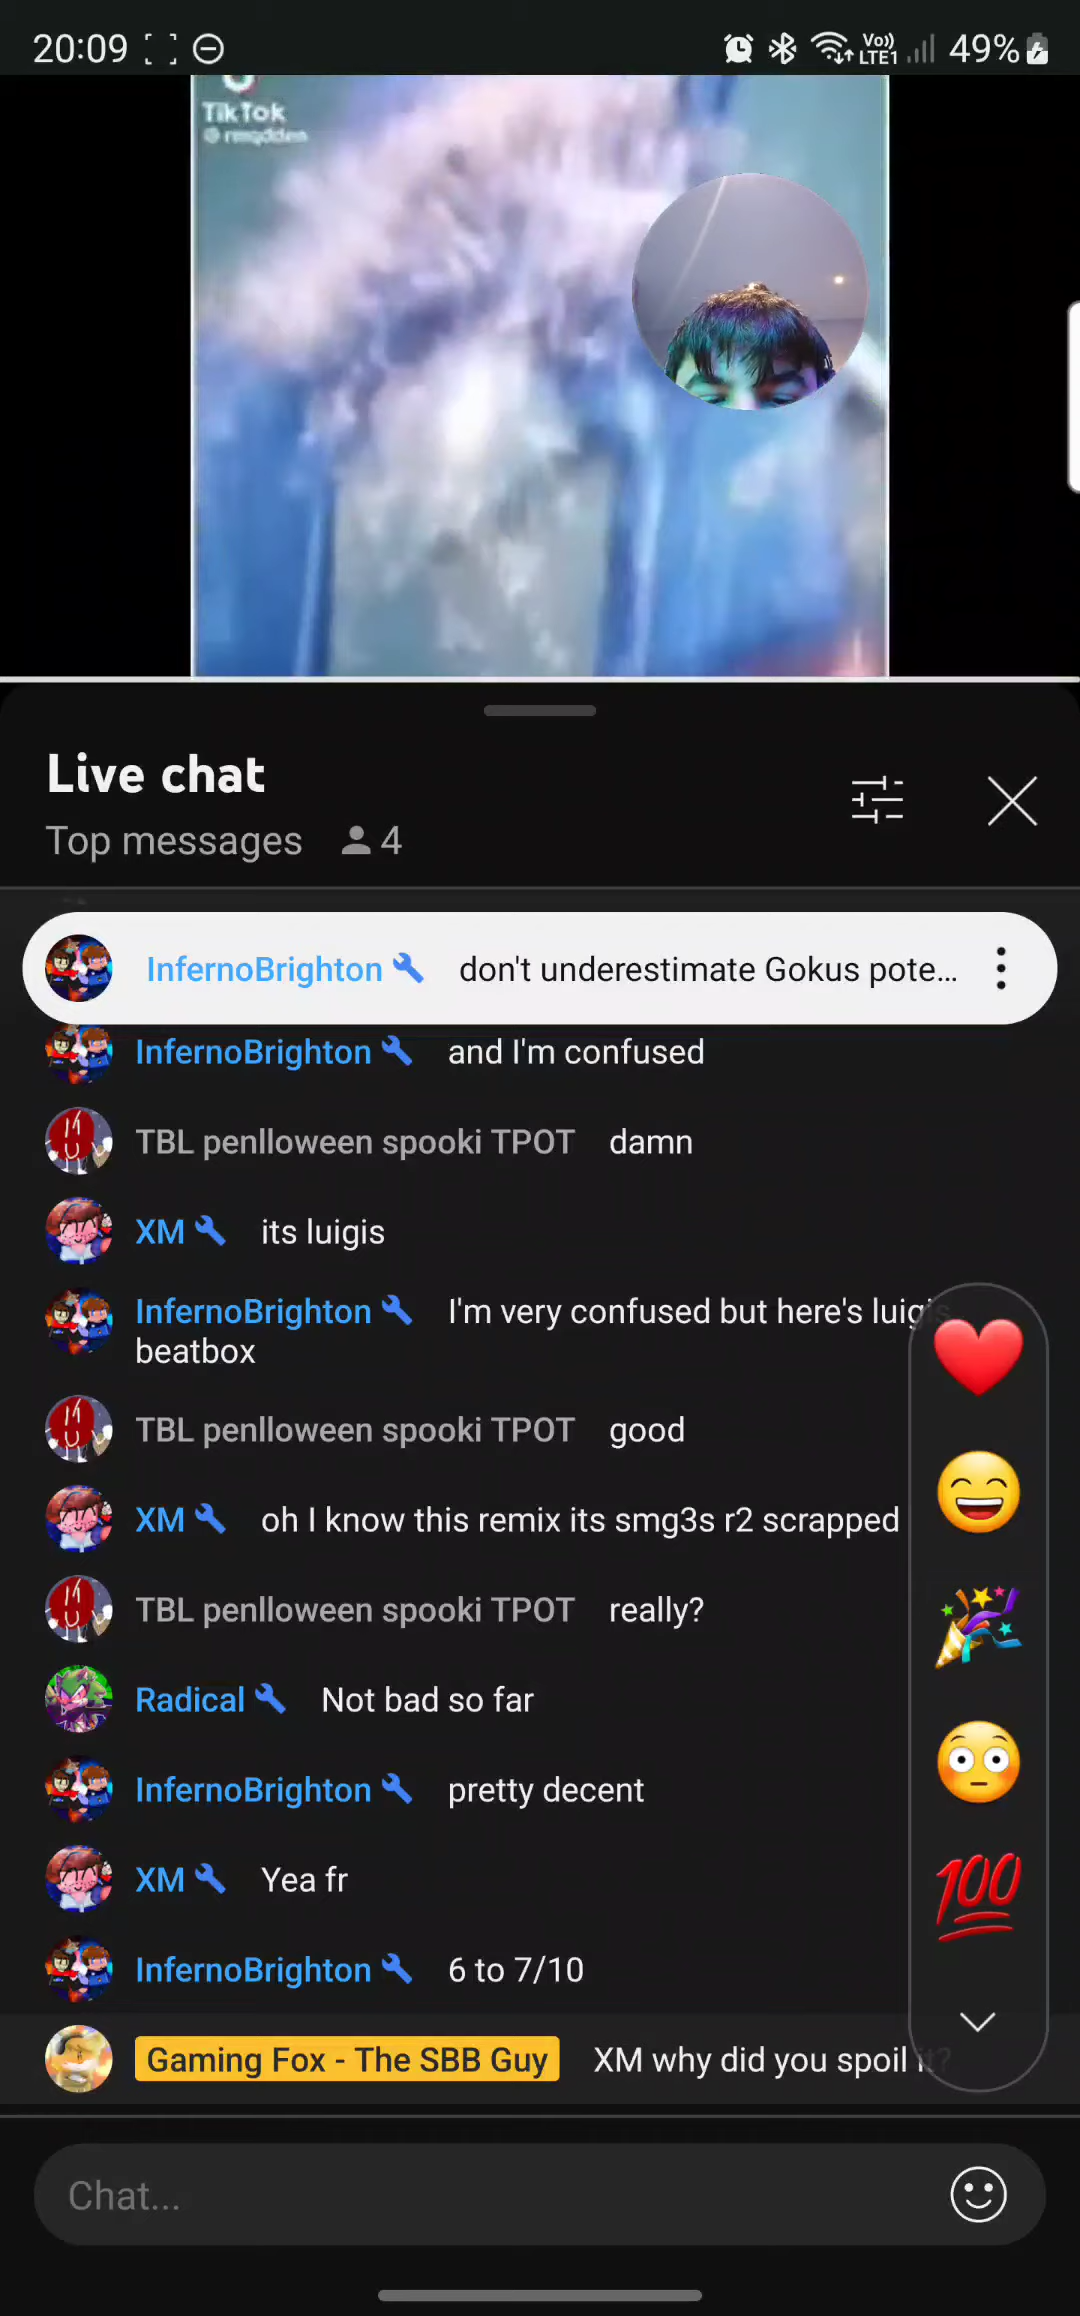 20:09
Vo)) LTE1 49%
TikTok
Live chat
Top messages 4
InfernoBrighton don't underestimate Gokus pote...
InfernoBrighton and I'm confused
TBL penlloween spooki TPOT damn
XM its luigis
InfernoBrighton I'm very confused but here's luigis
beatbox
TBL penlloween spooki TPOT good
XM oh I know this remix its smg3s r2 scrapped
TBL penlloween spooki TPOT really?
Radical Not bad so far
InfernoBrighton pretty decent
XM Yea fr
InfernoBrighton 6 to 7/10
Gaming Fox - The SBB Guy XM why did you spoil it?
100
Chat...